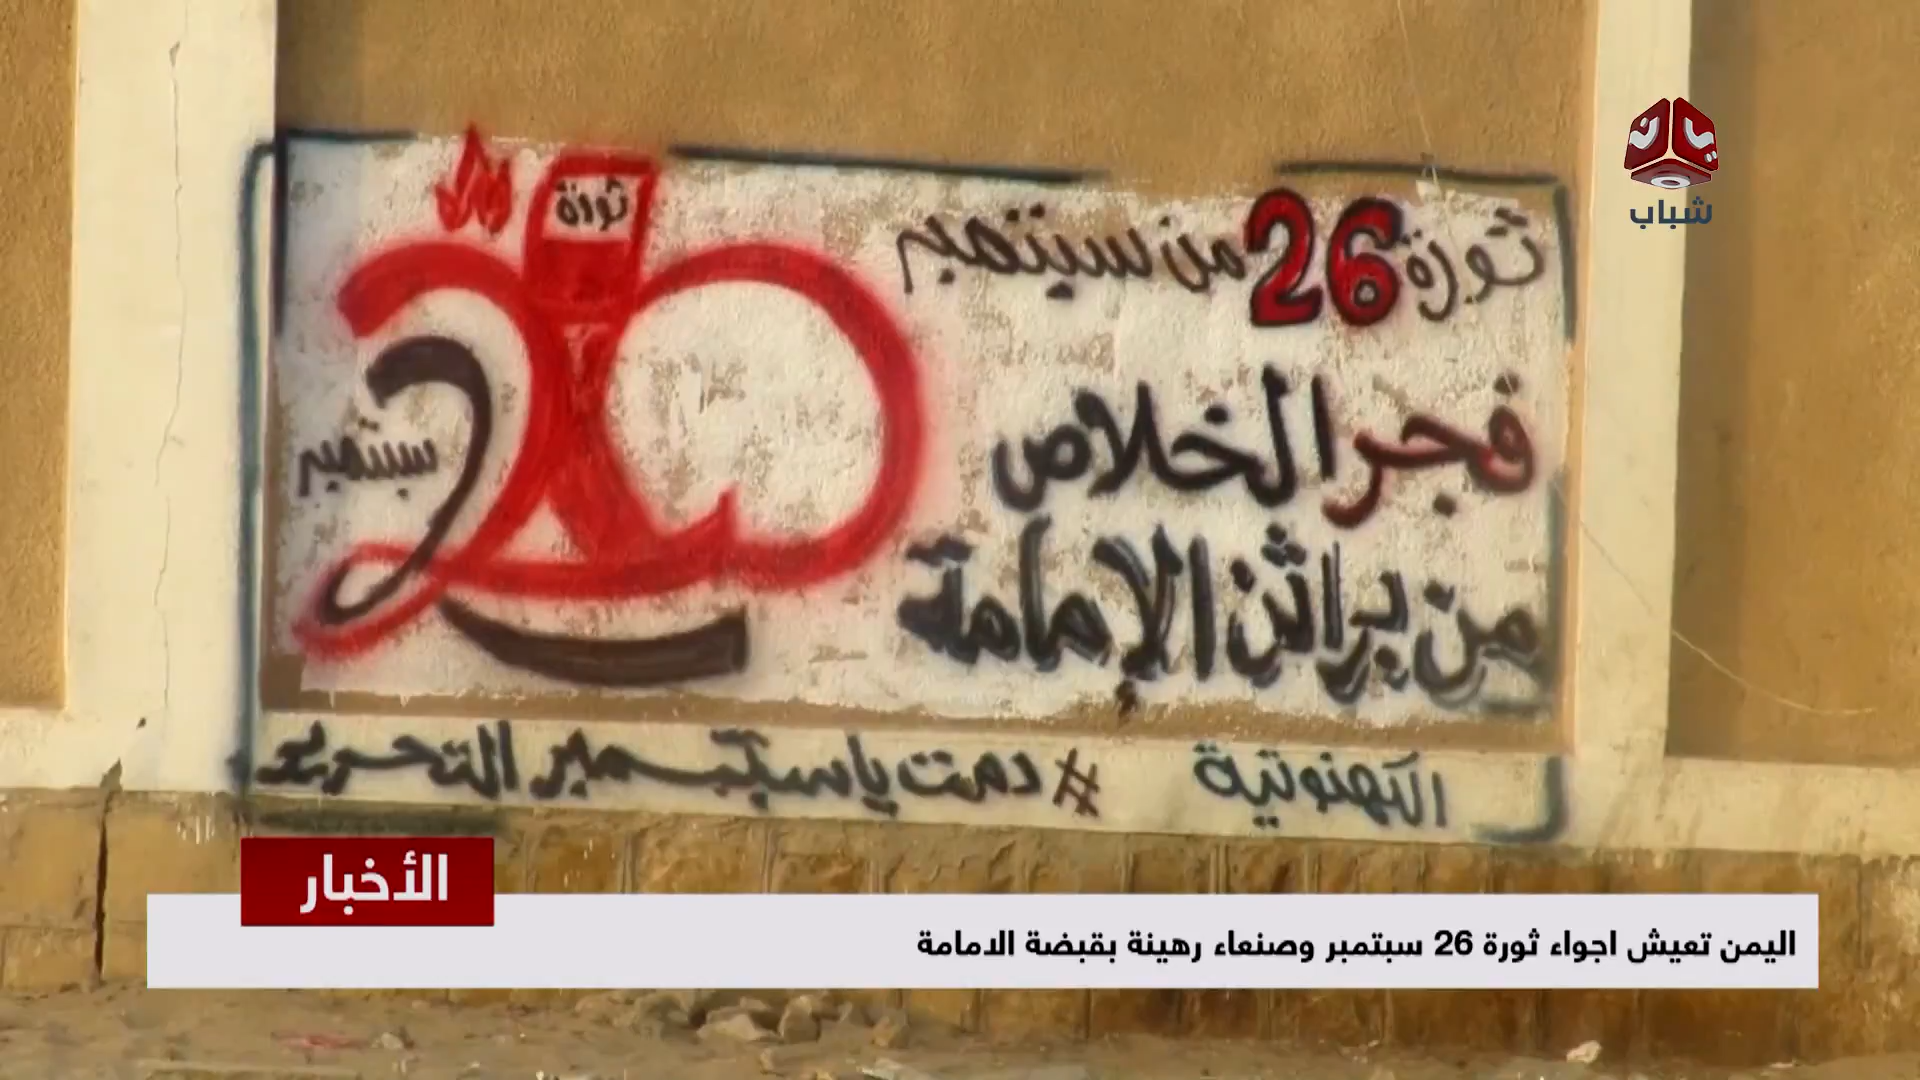 يمن
شباب
ثورة
سبتمبر
ثورة 26 من سبتمبر
فجر الخلاص
من براثن الإمامة
الكهنوتية
#دمت ياسبتمبر التحرير
الأخبار
اليمن تعيش اجواء ثورة 26 سبتمبر وصنعاء رهينة بقبضة الامامة